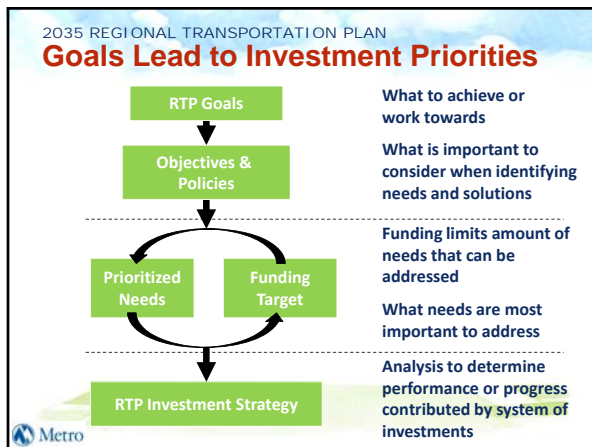 2035 REGIONAL TRANSPORTATION PLAN
Goals Lead to Investment Priorities
RTP Goals
What to achieve or
work towards
Objectives &
Policies
What is important to
consider when identifying
needs and solutions
Prioritized
Needs
Funding
Target
Funding limits amount of
needs that can be
addressed
What needs are most
important to address
RTP Investment Strategy
Analysis to determine
performance or progress
contributed by system of
investments
Metro